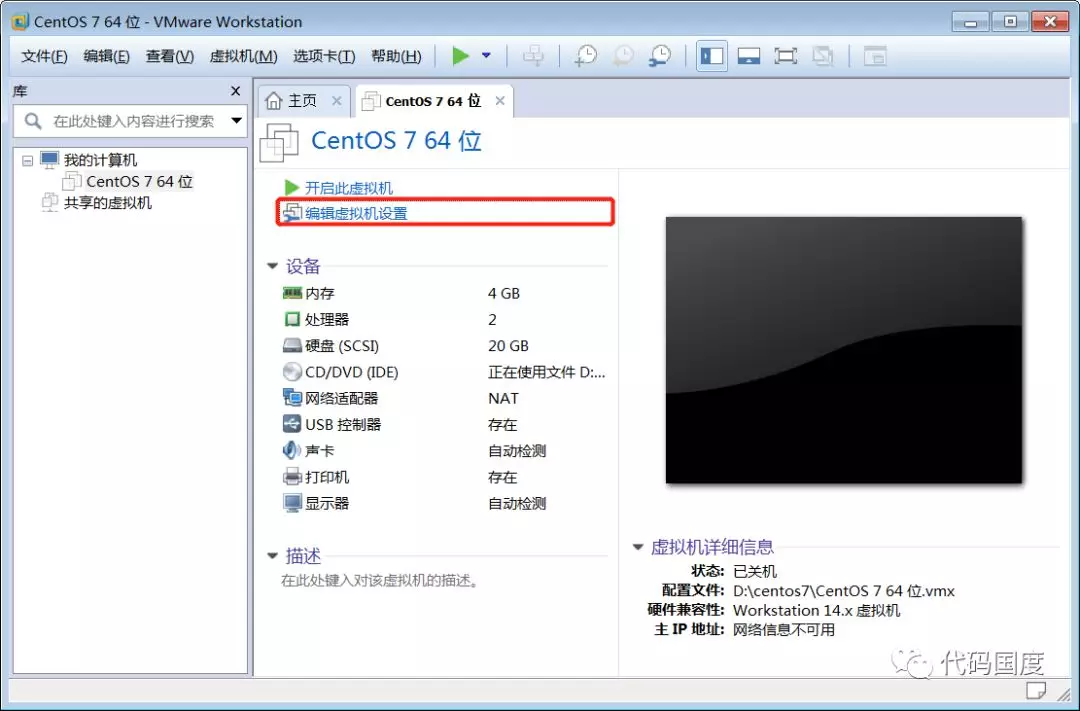 CentOS 7 64 位 - VMware Workstation
文件(F) 编辑(E) 查看(V) 虚拟机(M) 选项卡(T) 帮助(H)
库
在此处键入内容进行搜索
我的计算机
CentOS 7 64 位
共享的虚拟机
主页
CentOS 7 64 位
CentOS 7 64 位
开启此虚拟机
编辑虚拟机设置
设备
内存 4 GB
处理器 2
硬盘 (SCSI) 20 GB
CD/DVD (IDE) 正在使用文件 D:...
网络适配器 NAT
USB 控制器 存在
声卡 自动检测
打印机 存在
显示器 自动检测
描述
在此处键入对该虚拟机的描述。
虚拟机详细信息
状态: 已关机
配置文件: D:\centos7\CentOS 7 64 位.vmx
硬件兼容性: Workstation 14.x 虚拟机
主 IP 地址: 网络信息不可用
代码国度